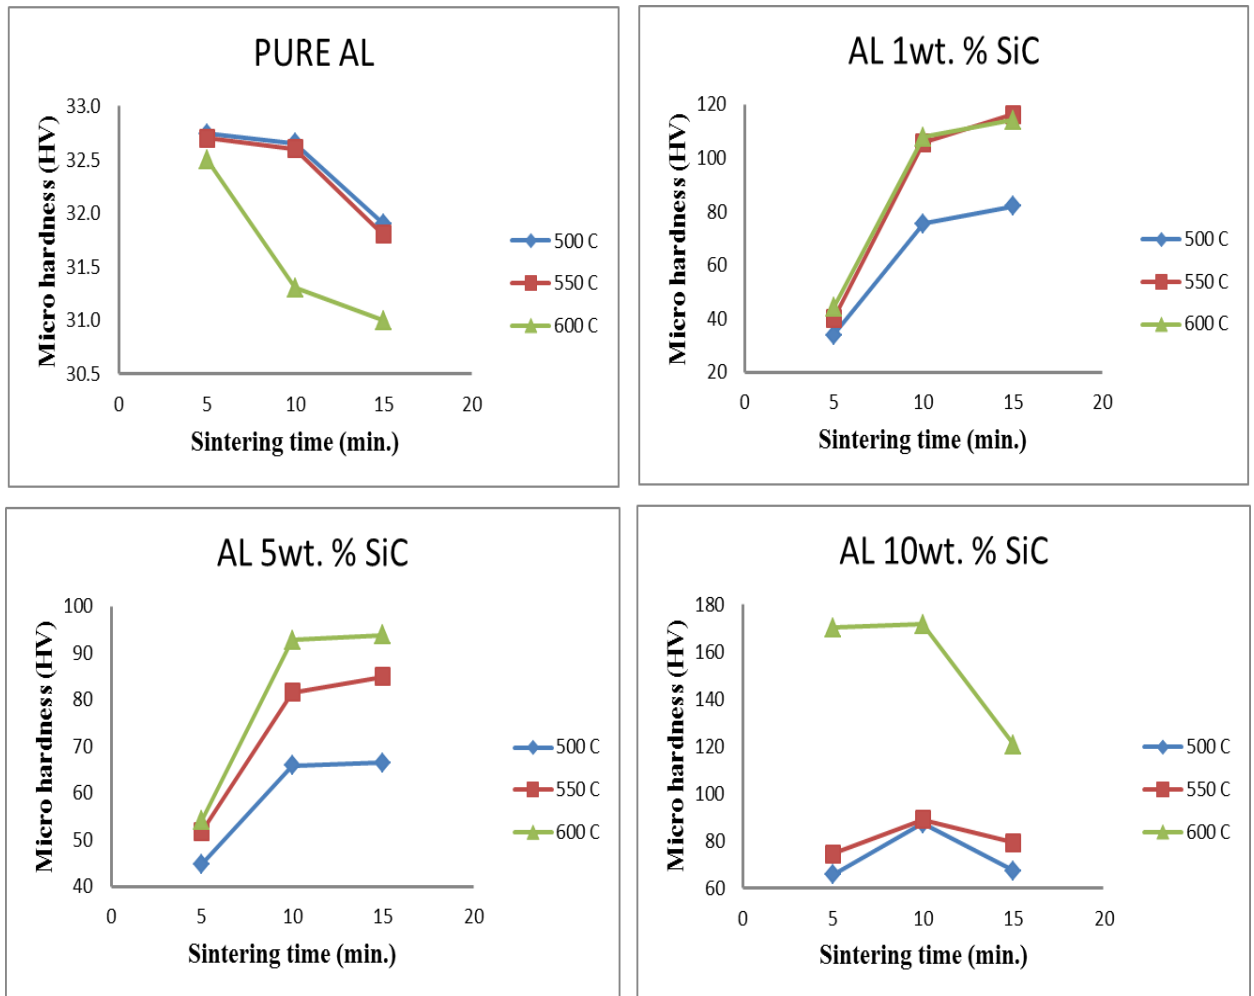 PURE AL
Micro hardness (HV)
33.0
32.5
32.0
31.5
31.0
30.5
0 5 10 15 20
Sintering time (min.)
500 C
550 C
600 C
AL 1wt. % SiC
Micro hardness (HV)
120
100
80
60
40
20
0 5 10 15 20
Sintering time (min.)
500 C
550 C
600 C
AL 5wt. % SiC
Micro hardness (HV)
100
90
80
70
60
50
40
0 5 10 15 20
Sintering time (min.)
500 C
550 C
600 C
AL 10wt. % SiC
Micro hardness (HV)
180
160
140
120
100
80
60
0 5 10 15 20
Sintering time (min.)
500 C
550 C
600 C